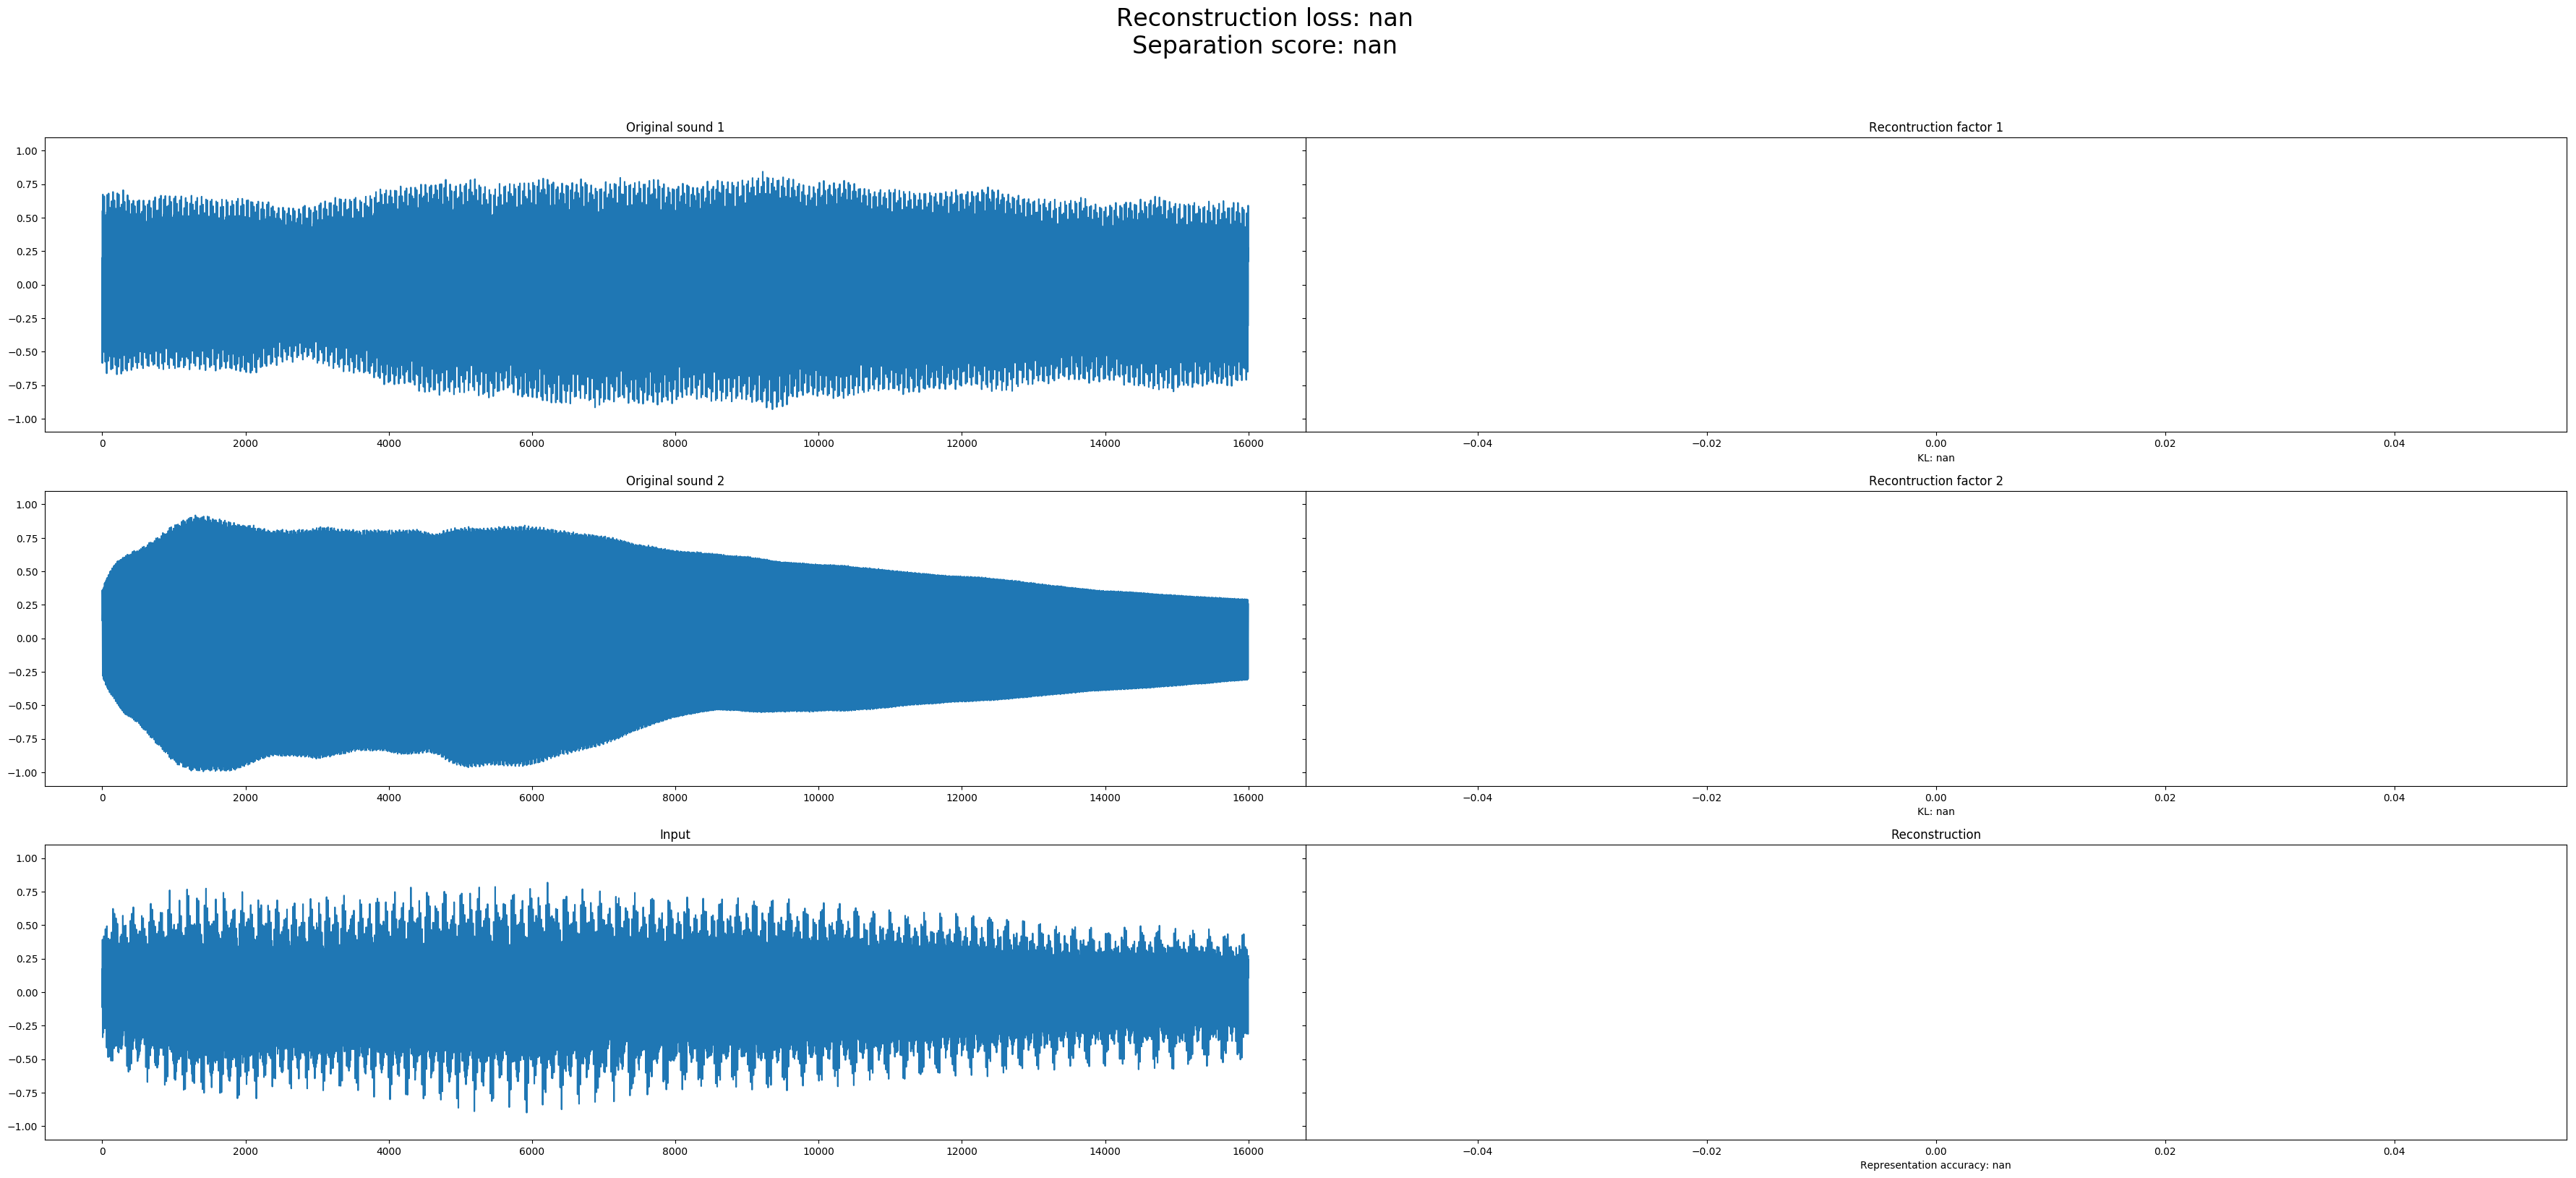 Reconstruction loss: nan
Separation score: nan
Original sound 1
Recontruction factor 1
1.00
0.75
0.50
0.25
0.00
−0.25
−0.50
−0.75
−1.00
0 2000 4000 6000 8000 10000 12000 14000 16000
−0.04 −0.02 0.00 0.02 0.04
KL: nan
Original sound 2
Recontruction factor 2
1.00
0.75
0.50
0.25
0.00
−0.25
−0.50
−0.75
−1.00
0 2000 4000 6000 8000 10000 12000 14000 16000
−0.04 −0.02 0.00 0.02 0.04
KL: nan
Input
Reconstruction
1.00
0.75
0.50
0.25
0.00
−0.25
−0.50
−0.75
−1.00
0 2000 4000 6000 8000 10000 12000 14000 16000
−0.04 −0.02 0.00 0.02 0.04
Representation accuracy: nan